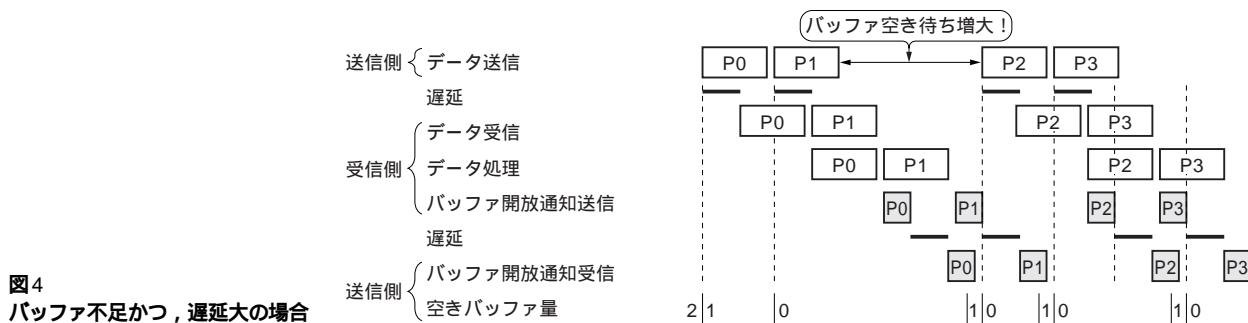 バッファ空き待ち増大！
送信側 データ送信 P0 P1 P2 P3
遅延
データ受信 P0 P1 P2 P3
受信側 データ処理 P0 P1 P2 P3
バッファ開放通知送信 P0 P1 P2 P3
遅延
バッファ開放通知受信 P0 P1 P2 P3
送信側
空きバッファ量 2 1 0 1 0 1 0 1 0
図4
バッファ不足かつ，遅延大の場合